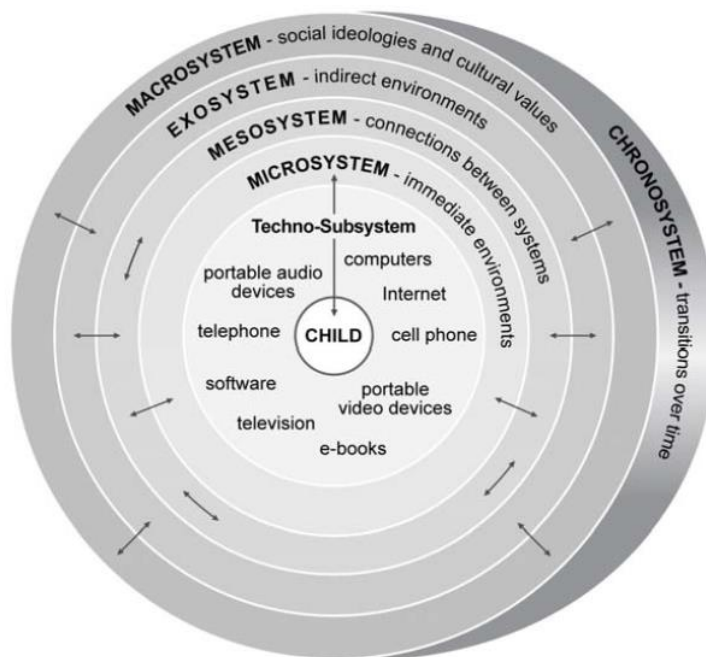 MACROSYSTEM - social ideologies and cultural values
EXOSYSTEM - indirect environments
MESOSYSTEM - connections between systems
MICROSYSTEM - immediate environments
CHRONOSYSTEM - transitions over time
Techno-Subsystem
computers
portable audio
devices
Internet
telephone
CHILD
cell phone
software
portable
video devices
television
e-books